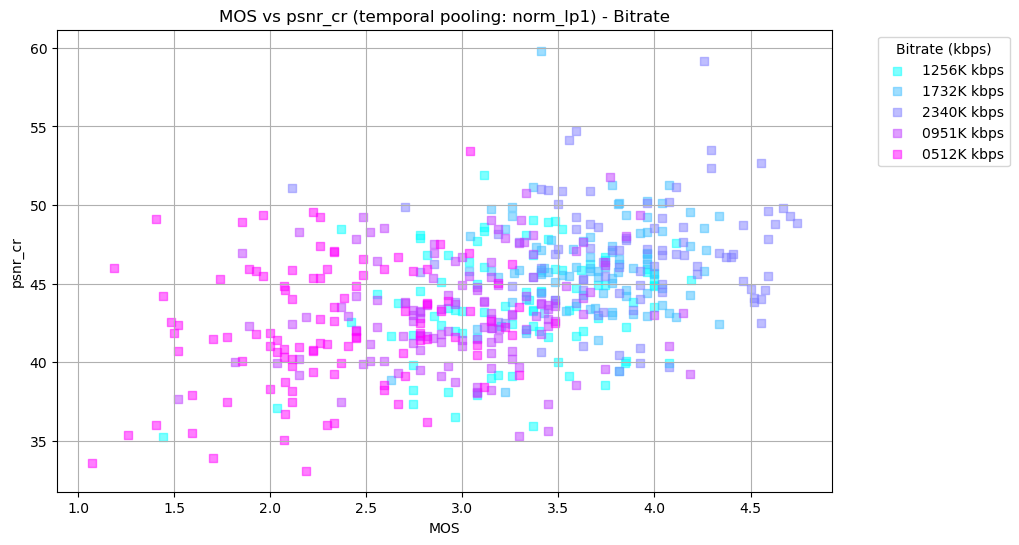 MOS vs psnr_cr (temporal pooling: norm_lp1) - Bitrate
psnr_cr
60
55
50
45
40
35
1.0 1.5 2.0 2.5 3.0 3.5 4.0 4.5
MOS
Bitrate (kbps)
1256K kbps
1732K kbps
2340K kbps
0951K kbps
0512K kbps